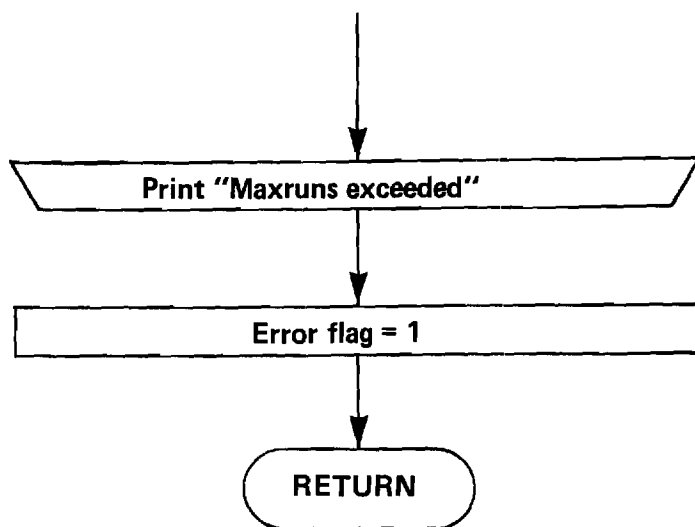 Print "Maxruns exceeded"
Error flag = 1
RETURN